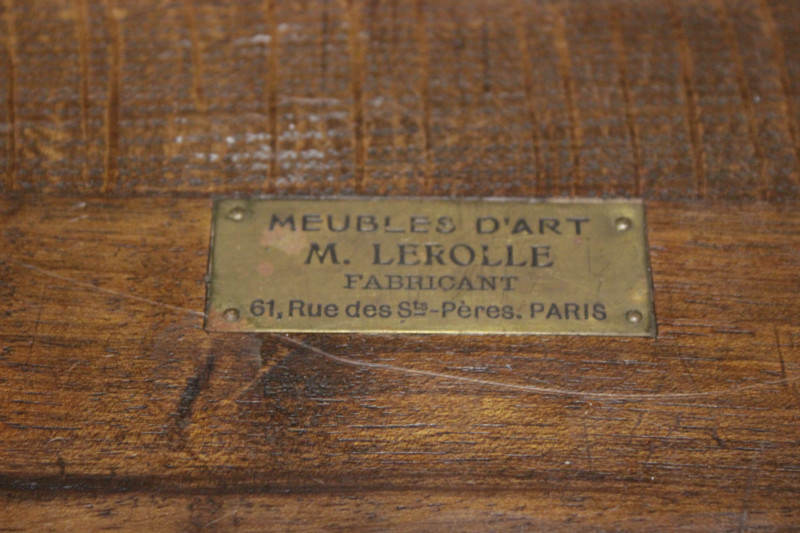 MEUBLES D'ART
M. LEROLLE
FABRICANT
61, Rue des Sts-Pères. PARIS